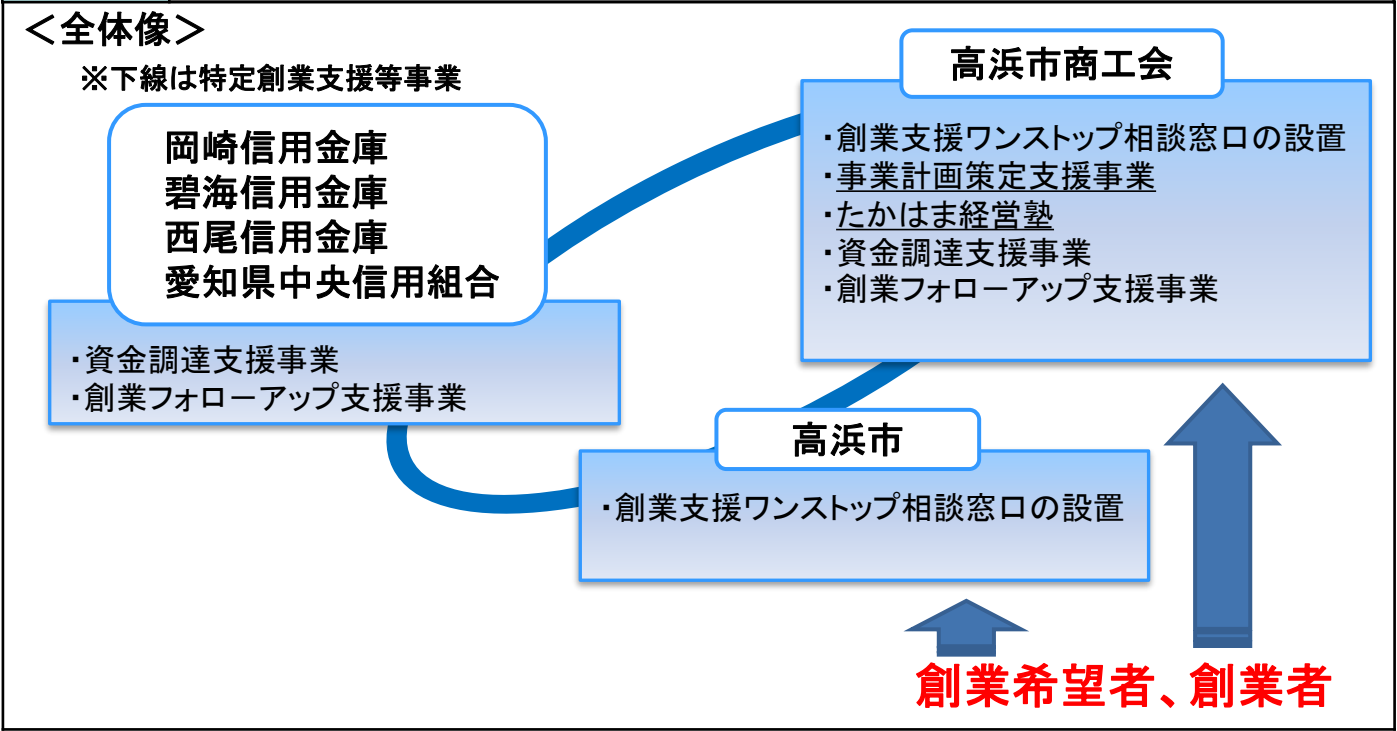 ＜全体像＞
※下線は特定創業支援等事業
岡崎信用金庫
碧海信用金庫
西尾信用金庫
愛知県中央信用組合
・資金調達支援事業
・創業フォローアップ支援事業
高浜市商工会
・創業支援ワンストップ相談窓口の設置
・事業計画策定支援事業
・たかはま経営塾
・資金調達支援事業
・創業フォローアップ支援事業
高浜市
・創業支援ワンストップ相談窓口の設置
創業希望者、創業者